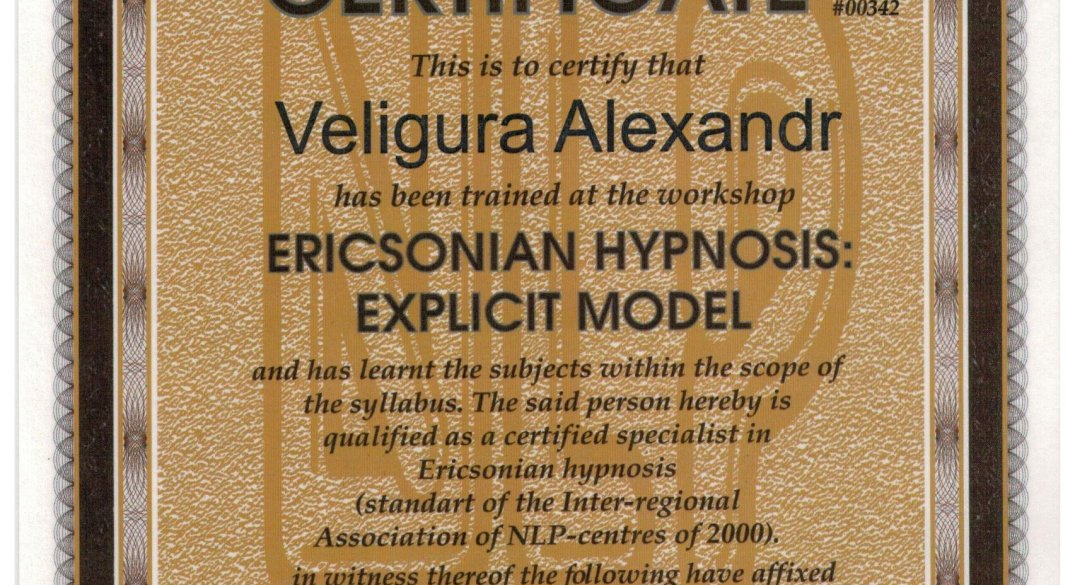 CERTIFICATE
#00342
This is to certify that
Veligura Alexandr
has been trained at the workshop
ERICSONIAN HYPNOSIS:
EXPLICIT MODEL
and has learnt the subjects within the scope of
the syllabus. The said person hereby is
qualified as a certified specialist in
Ericsonian hypnosis
(standart of the Inter-regional
Association of NLP-centres of 2000).
in witness thereof the following have affixed